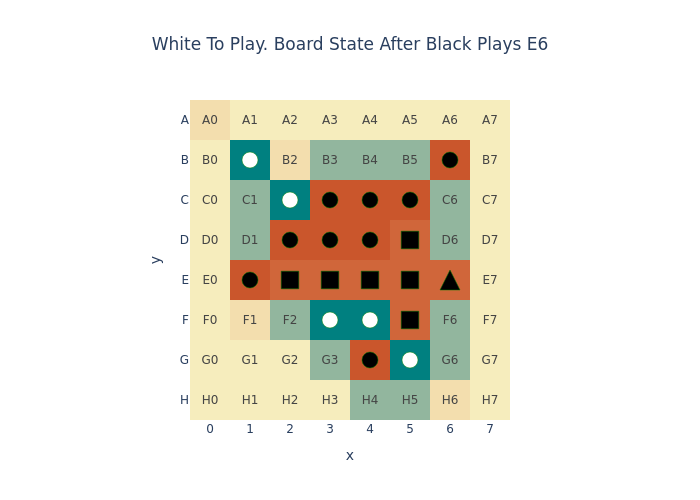 White To Play. Board State After Black Plays E6
A A0 A1 A2 A3 A4 A5 A6 A7
B B0 B2 B3 B4 B5 B7
C C0 C1 C6 C7
D D0 D1 D6 D7
E E0 E7
F F0 F1 F2 F6 F7
G G0 G1 G2 G3 G6 G7
H H0 H1 H2 H3 H4 H5 H6 H7
0 1 2 3 4 5 6 7
x
y